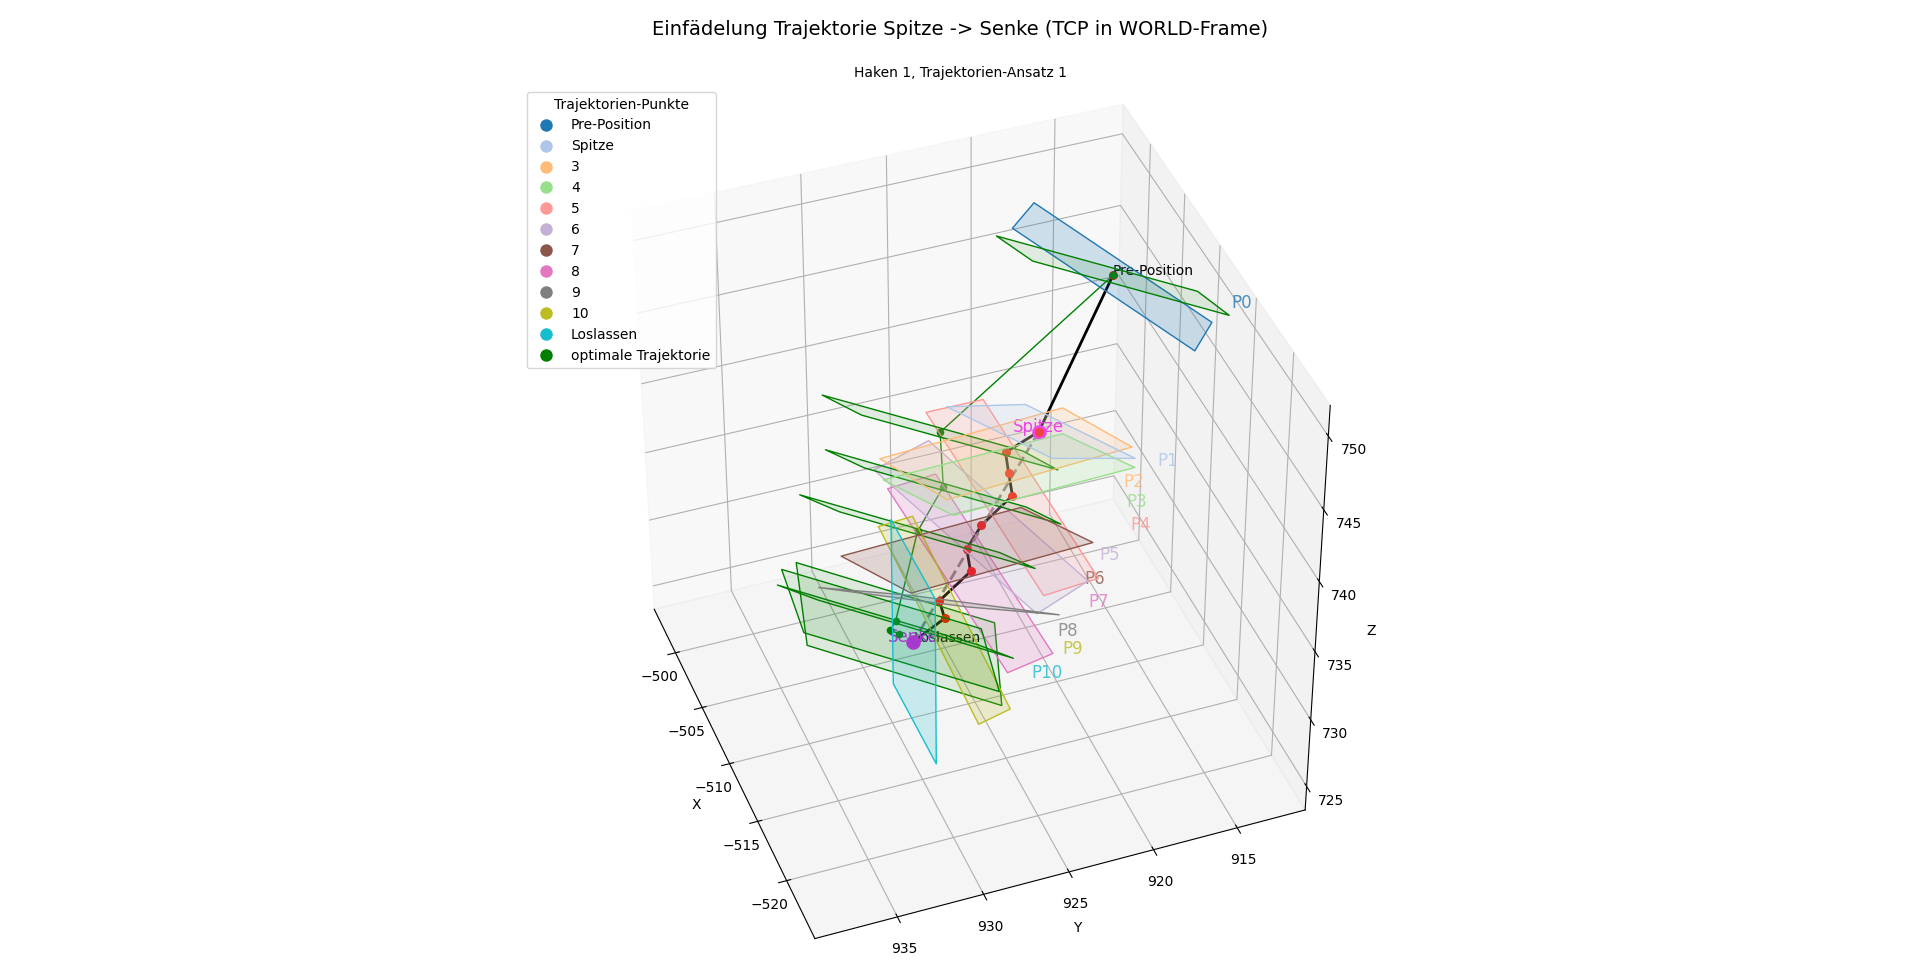 Einfädelung Trajektorie Spitze -> Senke (TCP in WORLD-Frame)
Haken 1, Trajektorien-Ansatz 1
Trajektorien-Punkte
Pre-Position
Spitze
3
4
5
6
7
8
9
10
Loslassen
optimale Trajektorie
Pre-Position
P0
Spitze
P1
P2
P3
P4
P5
P6
P7
P8
P9
P10
Senke
Loslassen
750
745
740
735
730
725
Z
−500
−505
−510
−515
−520
X
935
930
925
920
915
Y